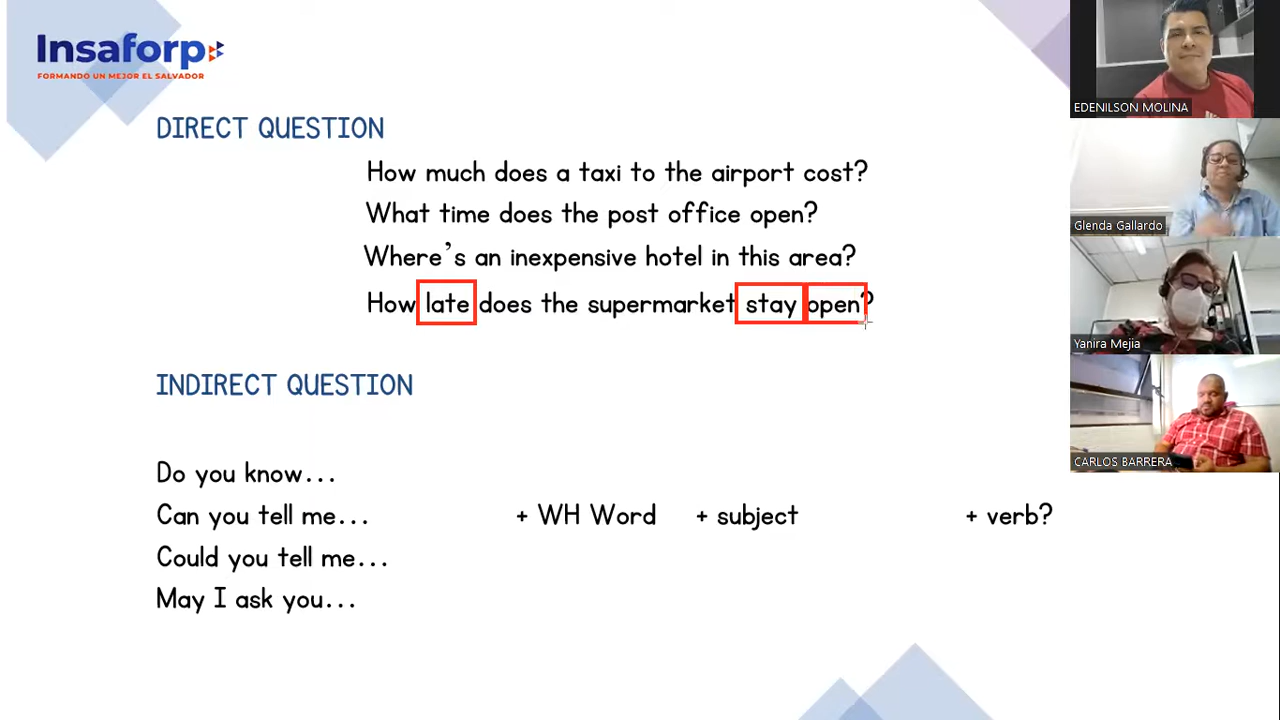 Insaforp
FORMANDO UN MEJOR EL SALVADOR
DIRECT QUESTION
How much does a taxi to the airport cost?
What time does the post office open?
Where's an inexpensive hotel in this area?
How late does the supermarket stay open?
INDIRECT QUESTION
Do you know...
Can you tell me... + WH Word + subject + verb?
Could you tell me...
May I ask you...
EDENILSON MOLINA
Glenda Gallardo
Yanira Mejía
CARLOS BARRERA